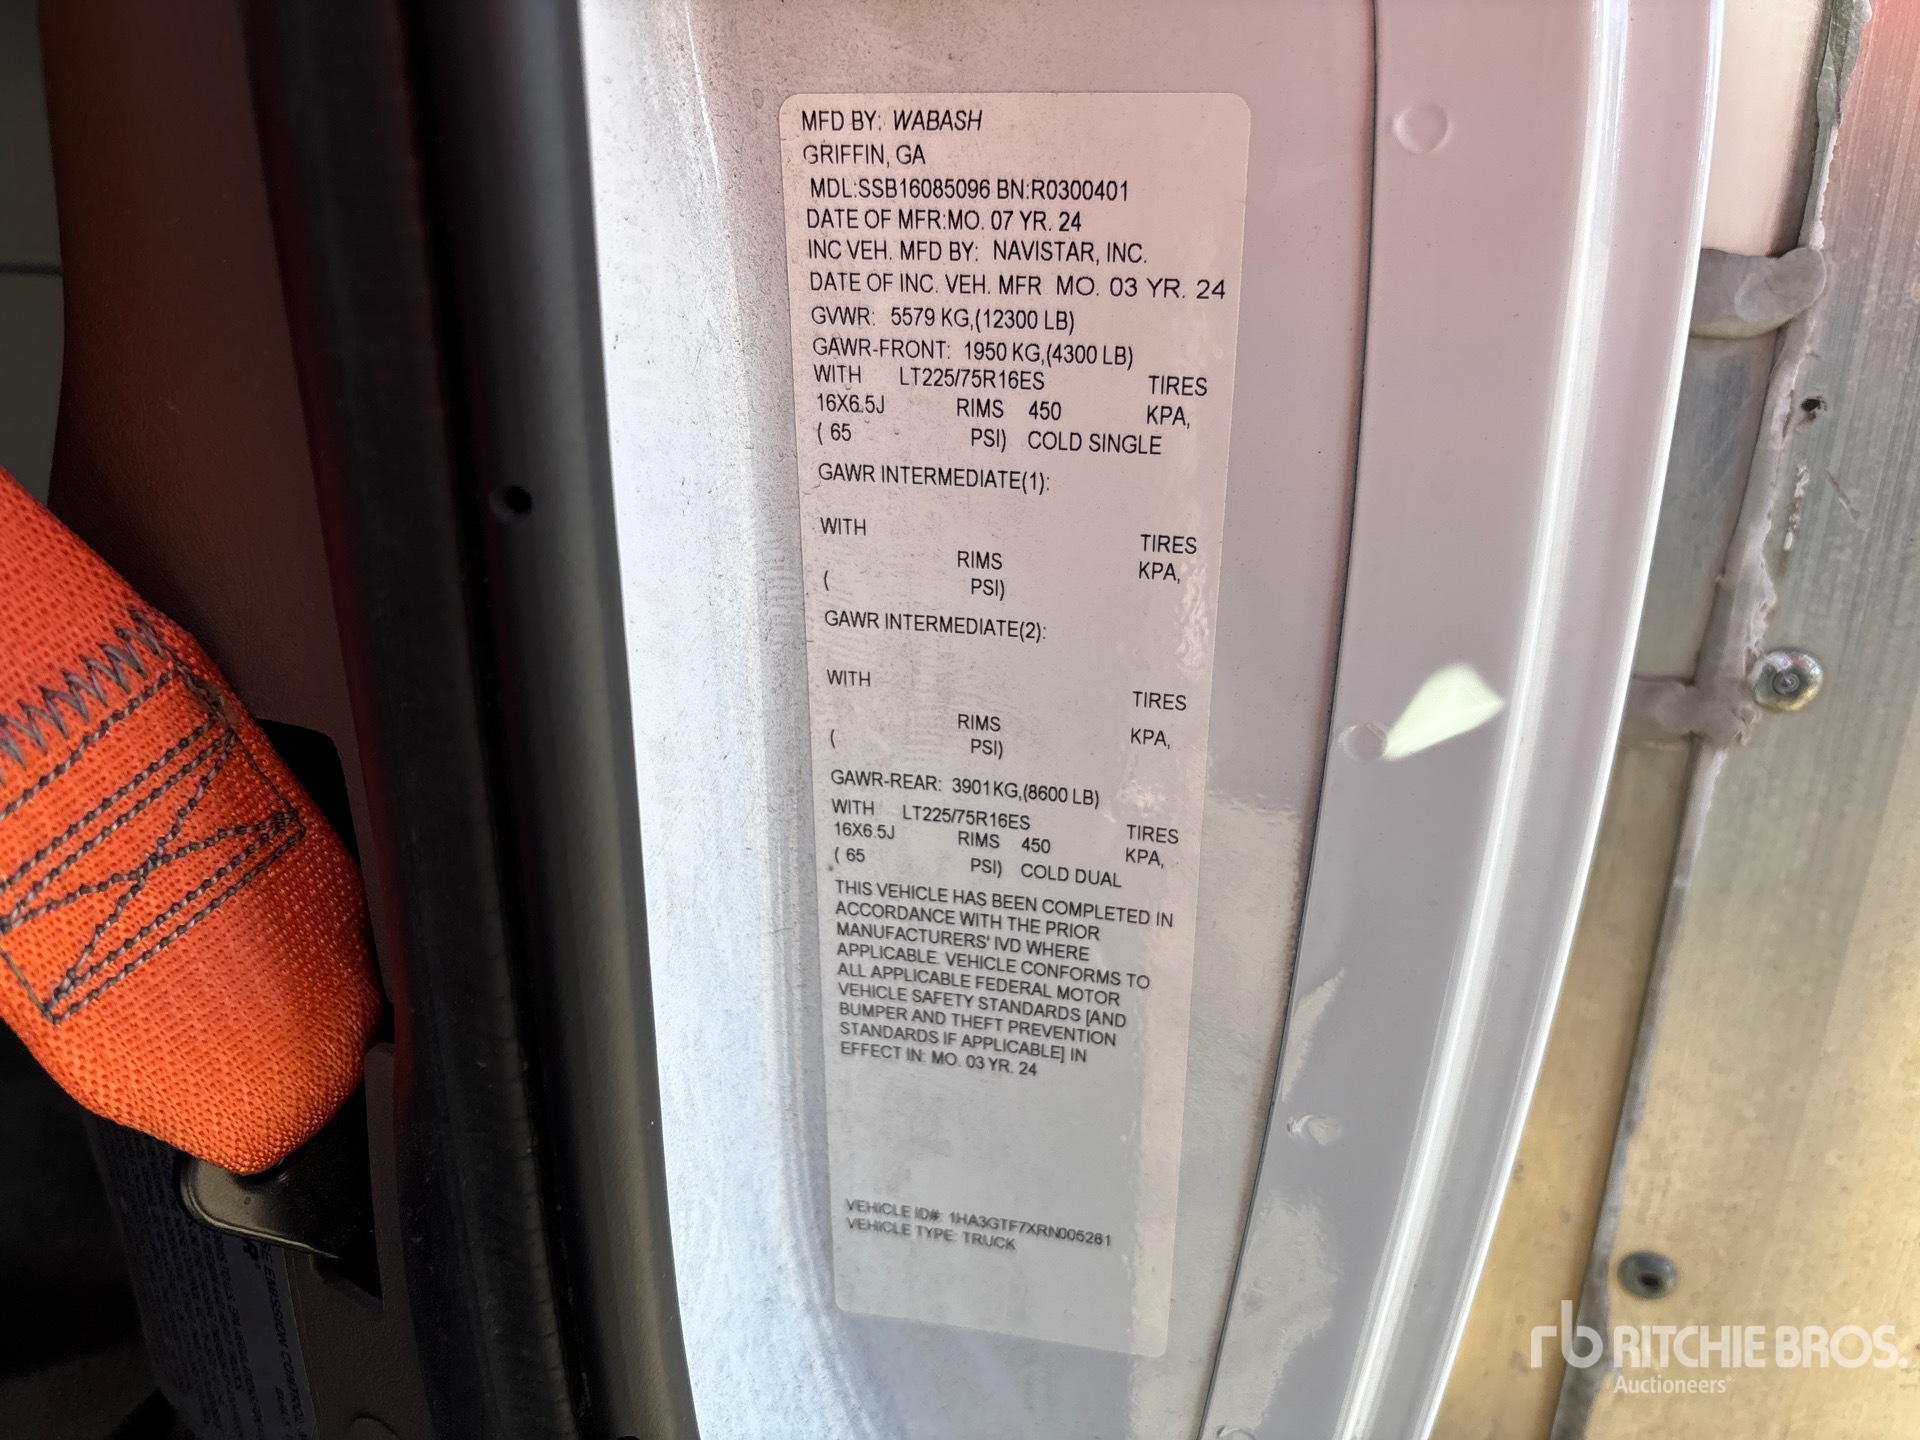 MFD BY: WABASH
GRIFFIN, GA
MDL:SSB16085096 BN:R0300401
DATE OF MFR:MO. 07 YR. 24
INC VEH. MFD BY: NAVISTAR, INC.
DATE OF INC. VEH. MFR MO. 03 YR. 24
GVWR: 5579 KG,(12300 LB)
GAWR-FRONT: 1950 KG,(4300 LB)
WITH LT225/75R16ES TIRES
16X6.5J RIMS 450 KPA,
( 65 PSI) COLD SINGLE
GAWR INTERMEDIATE(1):
WITH TIRES
RIMS KPA,
( PSI)
GAWR INTERMEDIATE(2):
WITH TIRES
RIMS KPA,
( PSI)
GAWR-REAR: 3901KG,(8600 LB)
WITH LT225/75R16ES TIRES
16X6.5J RIMS 450 KPA,
( 65 PSI) COLD DUAL
THIS VEHICLE HAS BEEN COMPLETED IN
ACCORDANCE WITH THE PRIOR
MANUFACTURERS' IVD WHERE
APPLICABLE. VEHICLE CONFORMS TO
ALL APPLICABLE FEDERAL MOTOR
VEHICLE SAFETY STANDARDS [AND
BUMPER AND THEFT PREVENTION
STANDARDS IF APPLICABLE] IN
EFFECT IN: MO. 03 YR. 24
VEHICLE ID#: 1HA3GTF7XRN005281
VEHICLE TYPE: TRUCK
EMISSION CONTROL
rb RITCHIE BROS.
Auctioneers